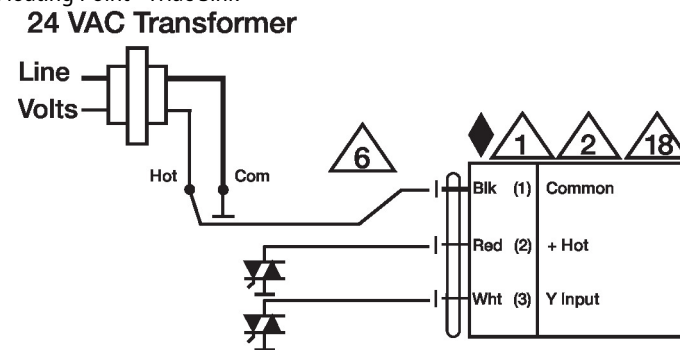 24 VAC Transformer
Line
Volts
Hot
Com
6
1
2
18
Blk (1) Common
Red (2) + Hot
Wht (3) Y Input